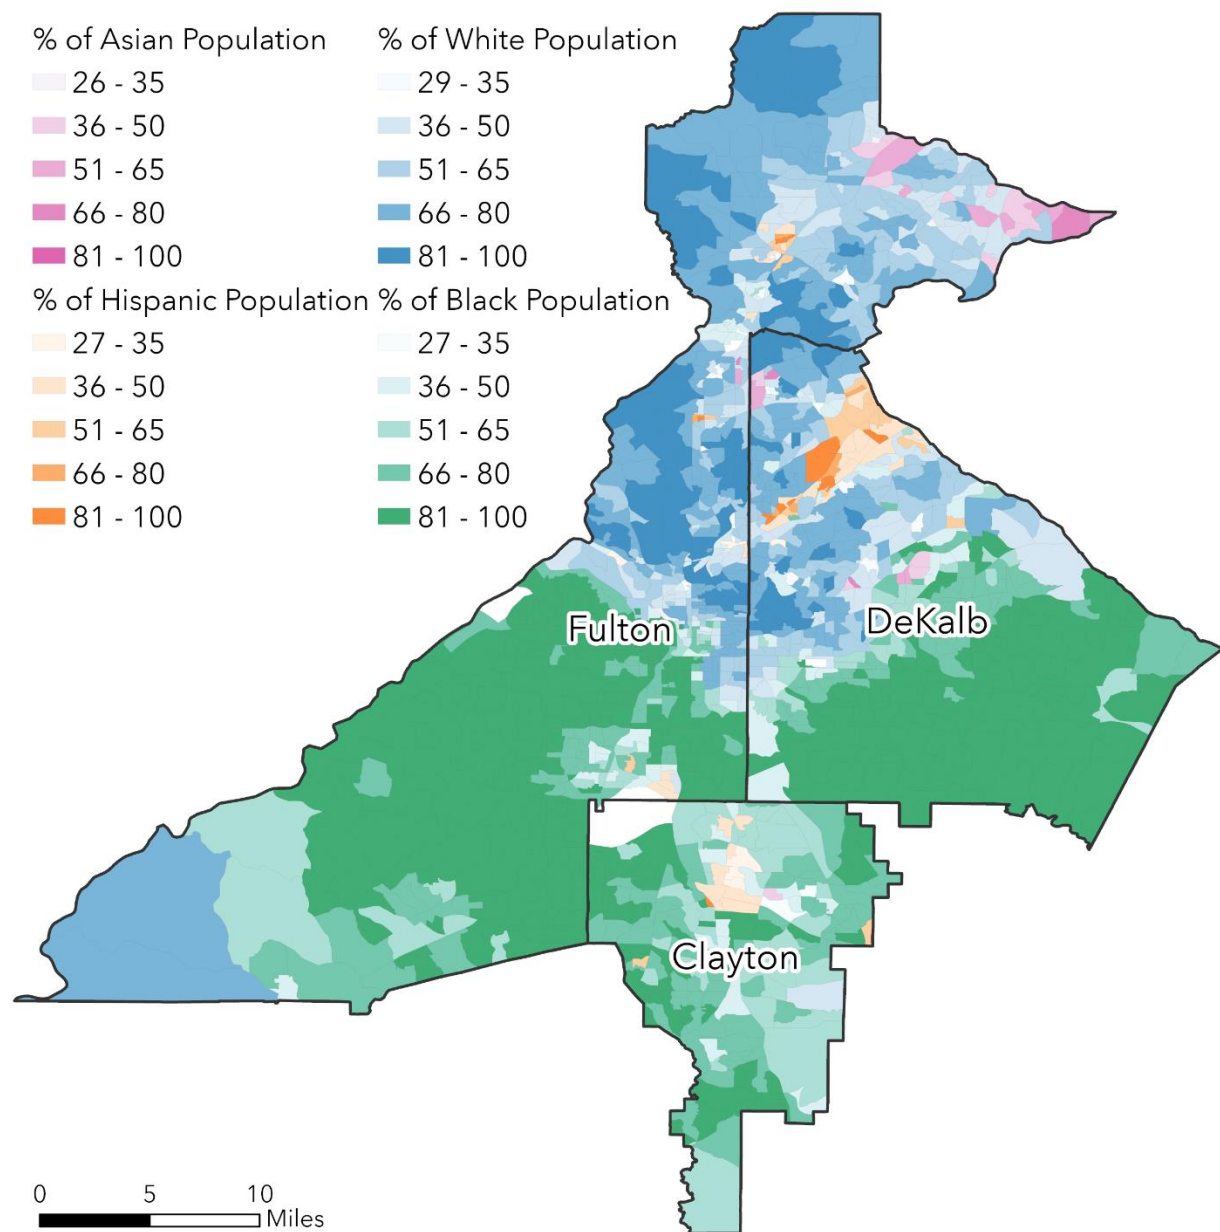 % of Asian Population
26 - 35
36 - 50
51 - 65
66 - 80
81 - 100
% of White Population
29 - 35
36 - 50
51 - 65
66 - 80
81 - 100
% of Hispanic Population
27 - 35
36 - 50
51 - 65
66 - 80
81 - 100
% of Black Population
27 - 35
36 - 50
51 - 65
66 - 80
81 - 100
Fulton
DeKalb
Clayton
0 5 10
Miles